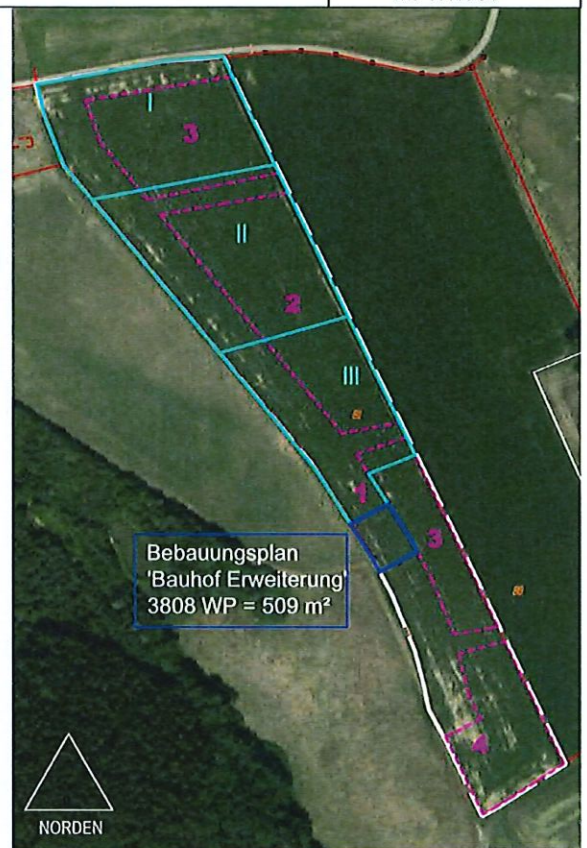 I
3
II
2
III
1
3
Bebauungsplan
'Bauhof Erweiterung'
3808 WP = 509 m²
4
NORDEN